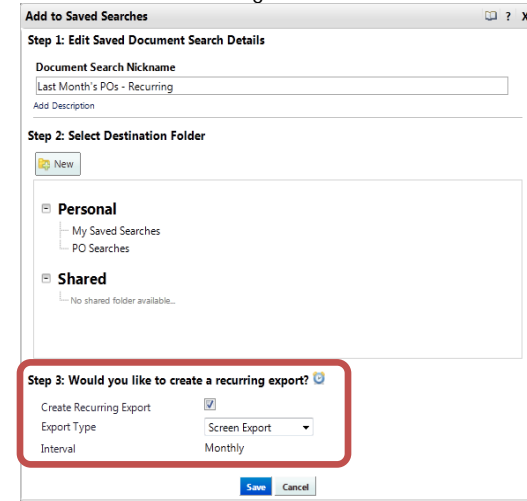 Add to Saved Searches ? X
Step 1: Edit Saved Document Search Details
Document Search Nickname
Last Month's POs - Recurring
Add Description
Step 2: Select Destination Folder
New
Personal
My Saved Searches
PO Searches
Shared
No shared folder available...
Step 3: Would you like to create a recurring export?
Create Recurring Export
Export Type Screen Export
Interval Monthly
Save Cancel